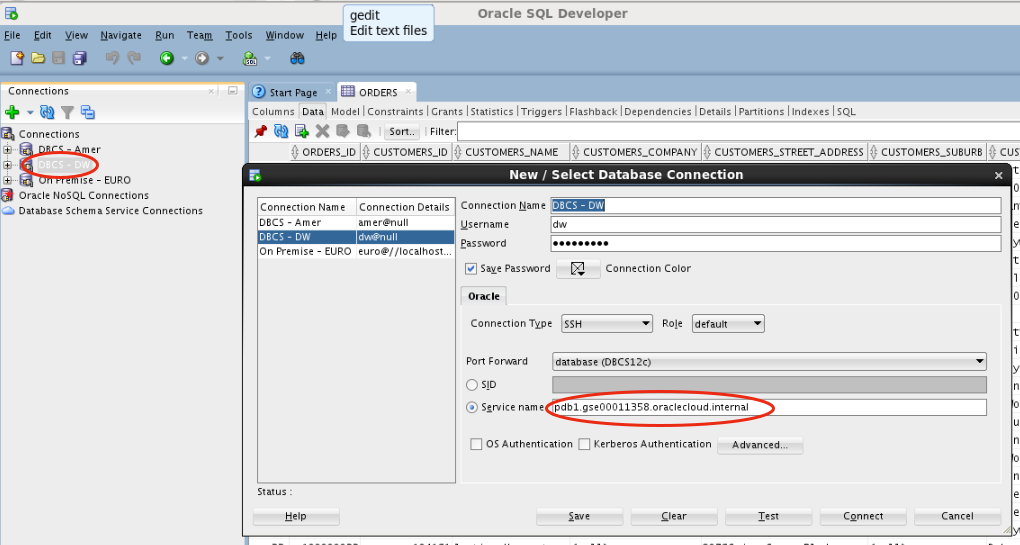 Oracle SQL Developer
gedit
Edit text files
File Edit View Navigate Run Team Tools Window Help
Connections
Connections
DBCS - Amer
DBCS - DW
On Premise - EURO
Oracle NoSQL Connections
Database Schema Service Connections
Start Page ORDERS
Columns Data Model Constraints Grants Statistics Triggers Flashback Dependencies Details Partitions Indexes SQL
Sort.. Filter:
ORDERS_ID CUSTOMERS_ID CUSTOMERS_NAME CUSTOMERS_COMPANY CUSTOMERS_STREET_ADDRESS CUSTOMERS_SUBURB CUS
New / Select Database Connection
Connection Name Connection Details
DBCS - Amer amer@null
DBCS - DW dw@null
On Premise - EURO euro@//localhost...
Connection Name DBCS - DW
Username dw
Password •••••••••
Save Password Connection Color
Oracle
Connection Type SSH Role default
Port Forward database (DBCS12c)
SID
Service name pdb1.gse00011358.oraclecloud.internal
OS Authentication Kerberos Authentication Advanced...
Status :
Help Save Clear Test Connect Cancel